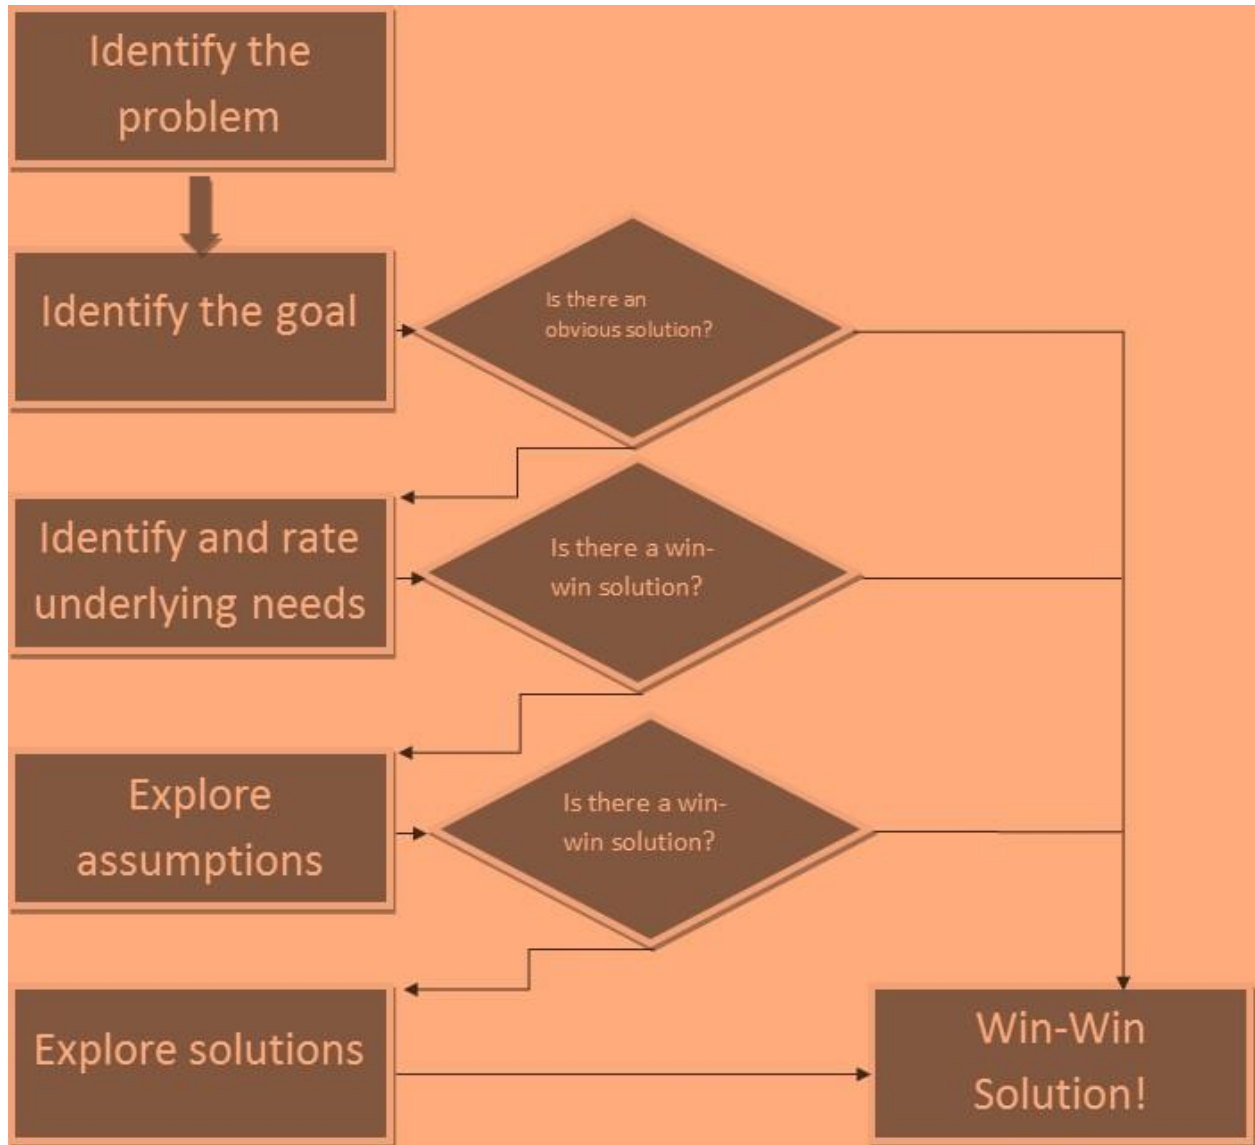 Identify the
problem
Identify the goal
Is there an
obvious solution?
Identify and rate
underlying needs
Is there a win-
win solution?
Explore
assumptions
Is there a win-
win solution?
Explore solutions
Win-Win
Solution!